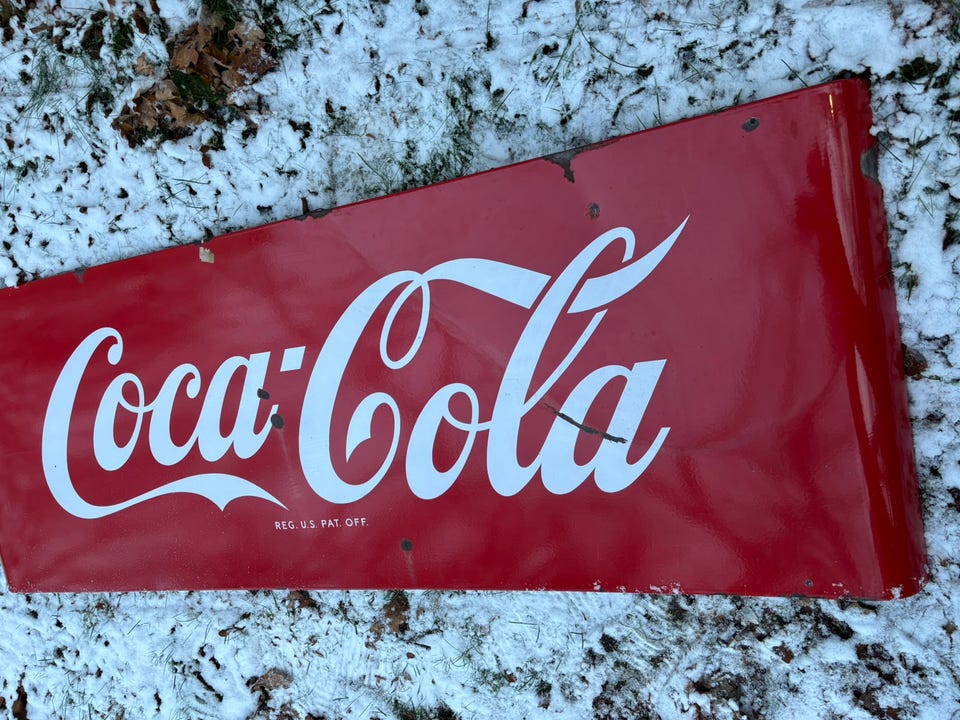 Coca-Cola
REG. U.S. PAT. OFF.